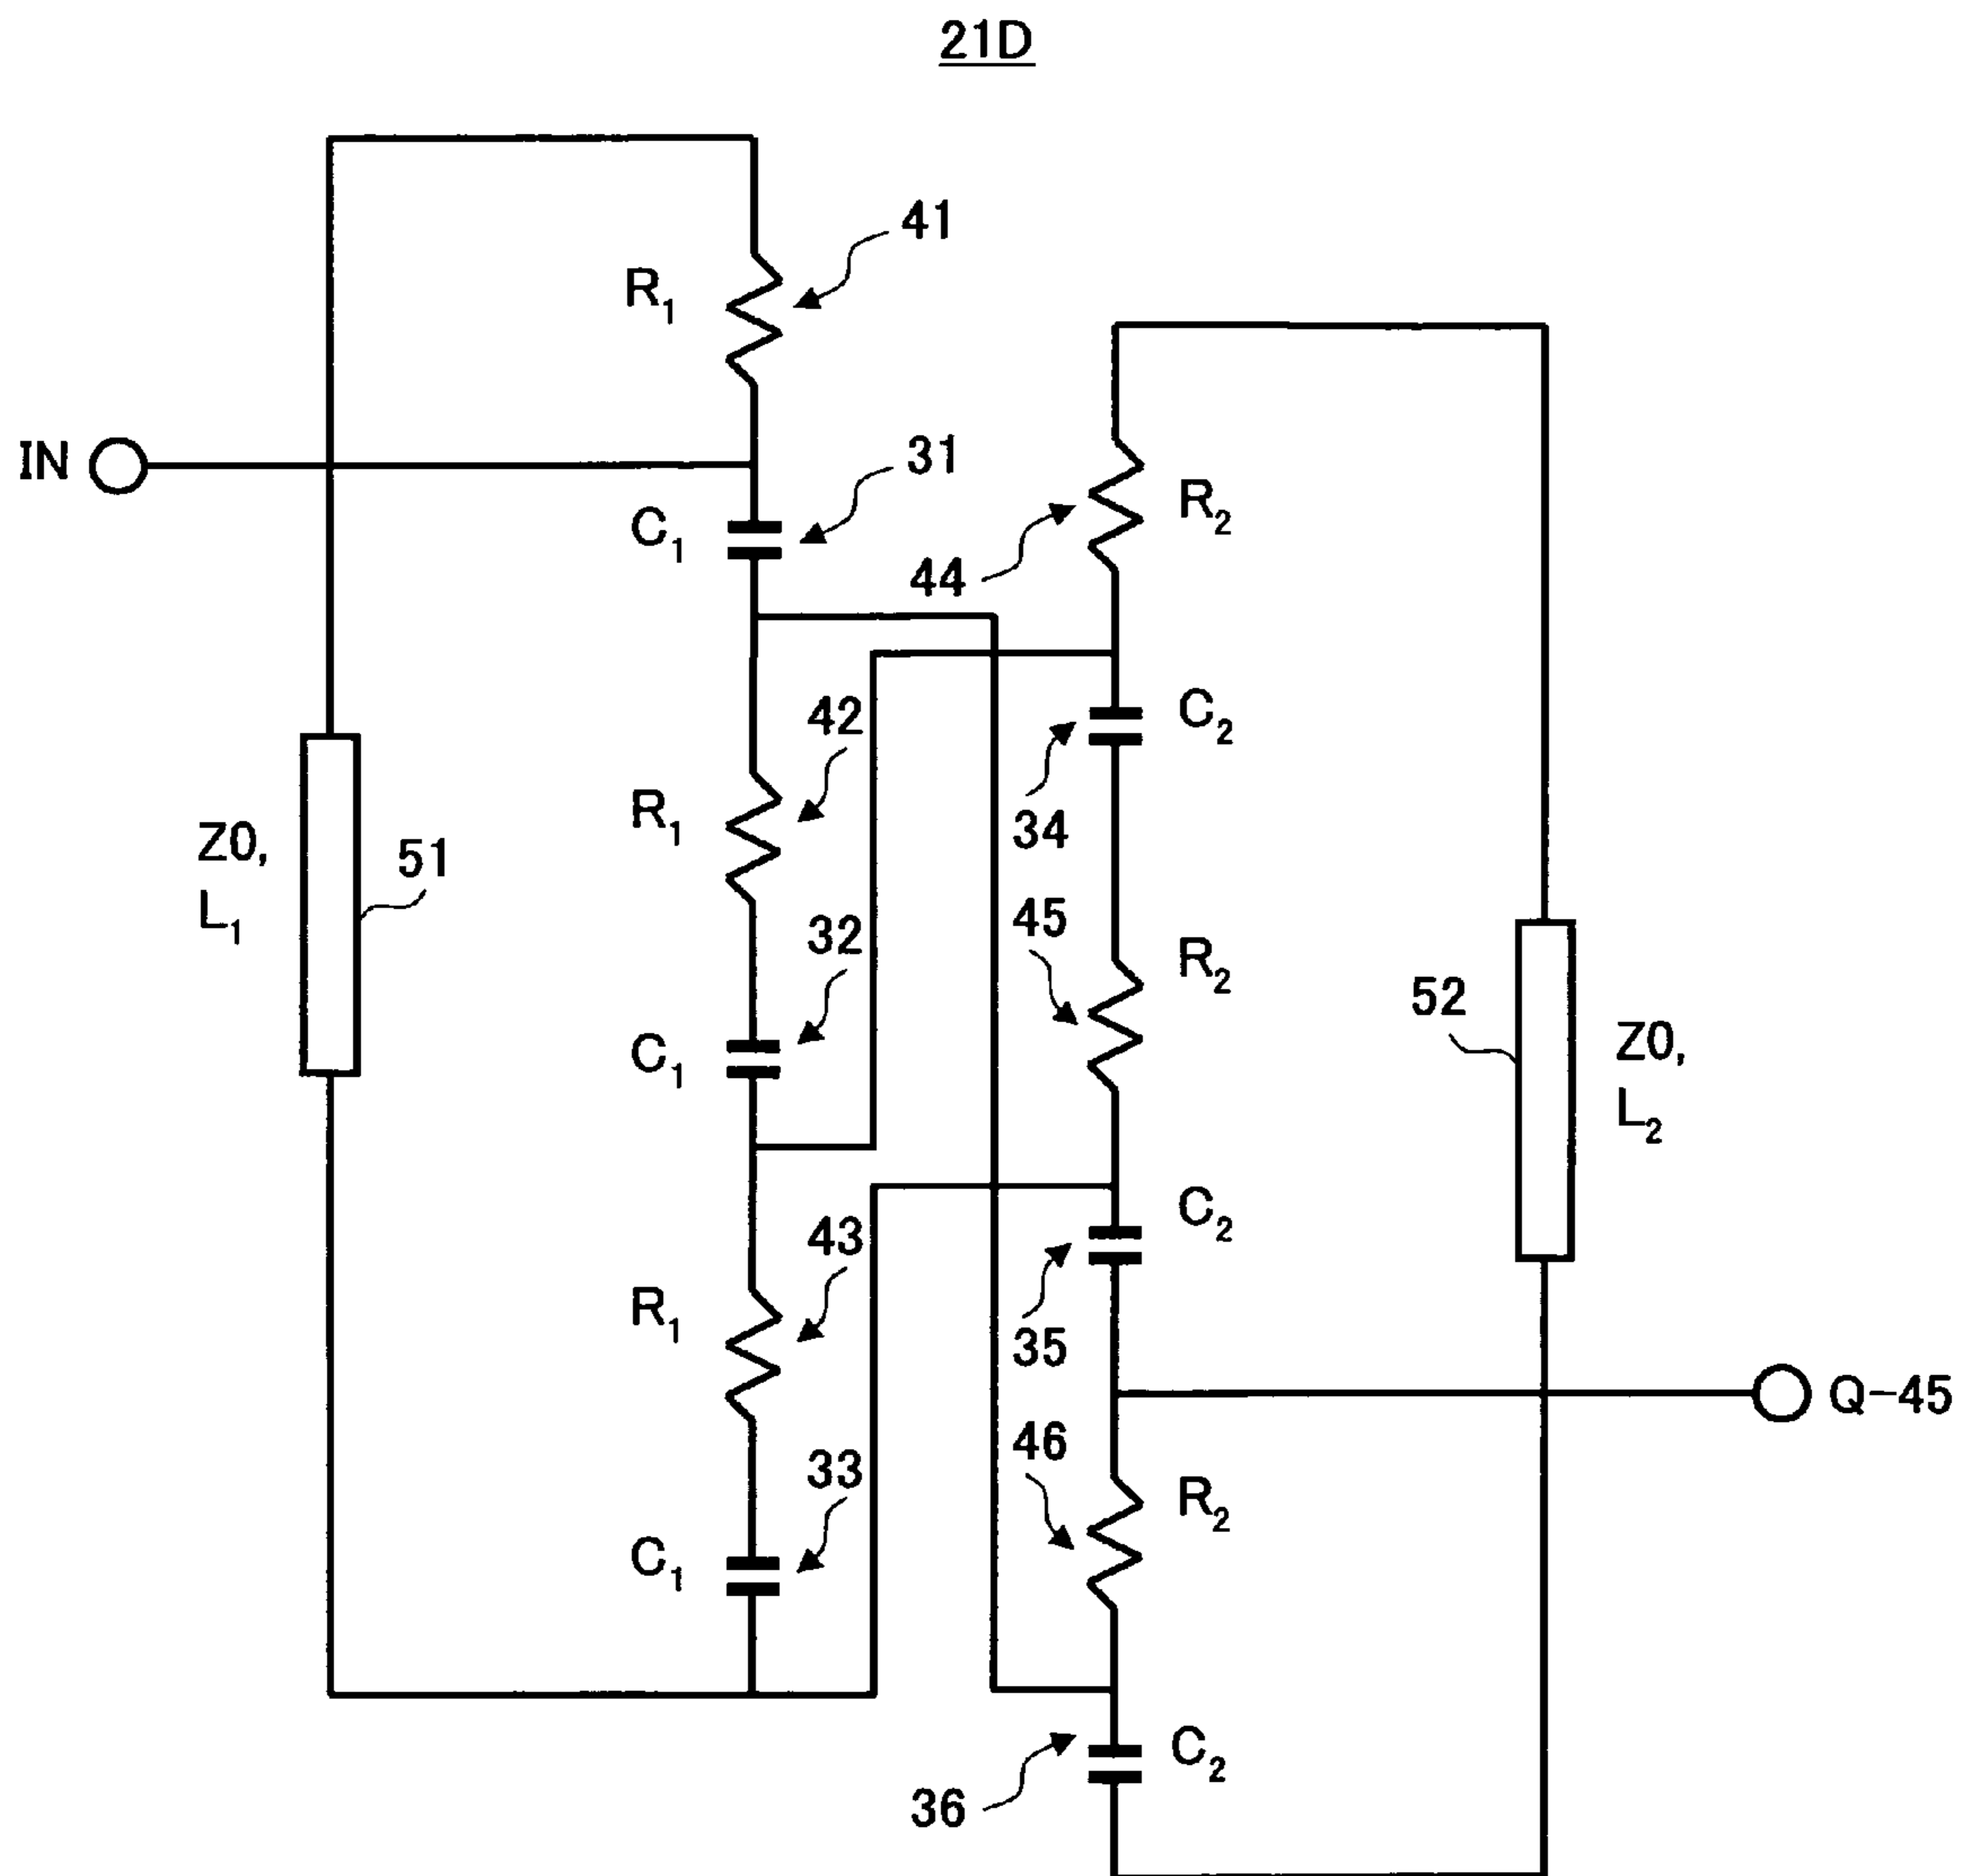 21D
41
R₁
IN
31
C₁
R₂
44
42
C₂
R₁
34
Z0,
L₁
51
45
32
R₂
52
Z0,
L₂
C₁
C₂
43
R₁
35
Q-45
46
33
R₂
C₁
C₂
36